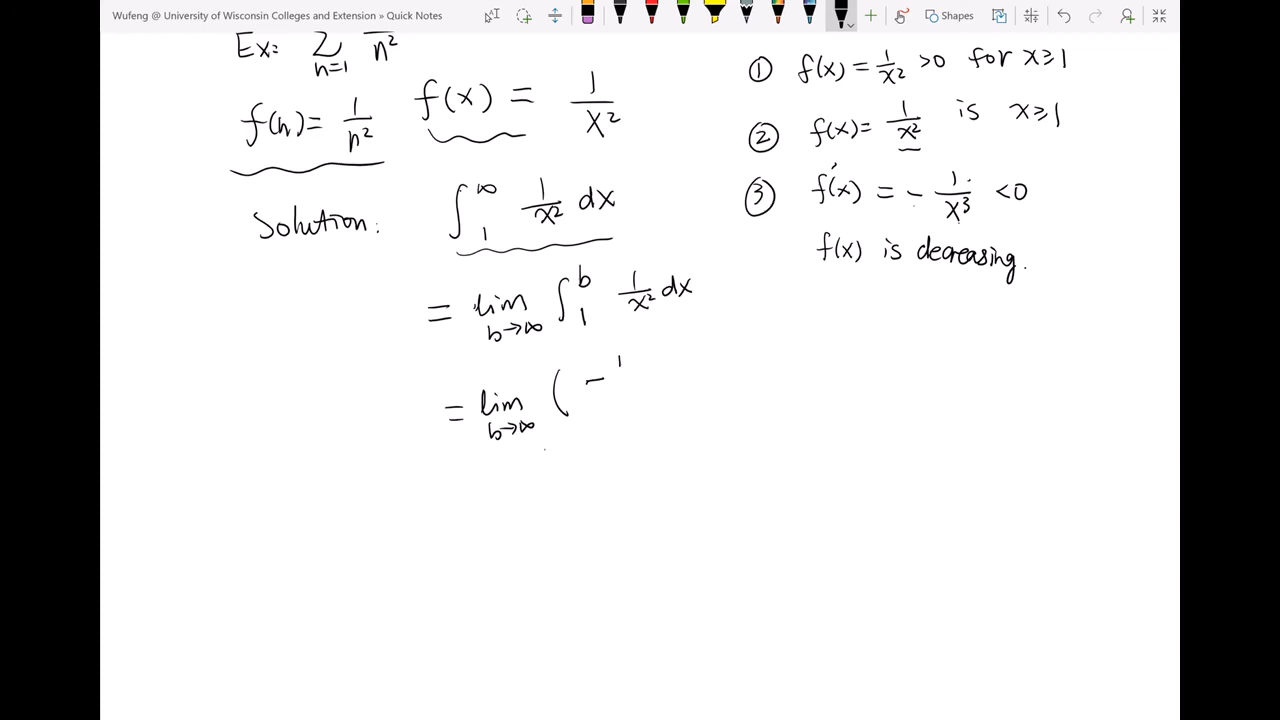 Wufeng @ University of Wisconsin Colleges and Extension » Quick Notes
Shapes
Ex: ∑ n=1 n²
f(n) = 1/n² f(x) = 1/x²
Solution: ∫₁^∞ 1/x² dx
= lim b→∞ ∫₁^b 1/x² dx
= lim b→∞ ( - 1
① f(x) = 1/x² >0 for x≥1
② f(x) = 1/x² is x≥1
③ f'(x) = - 1/x³ <0
f(x) is decreasing.